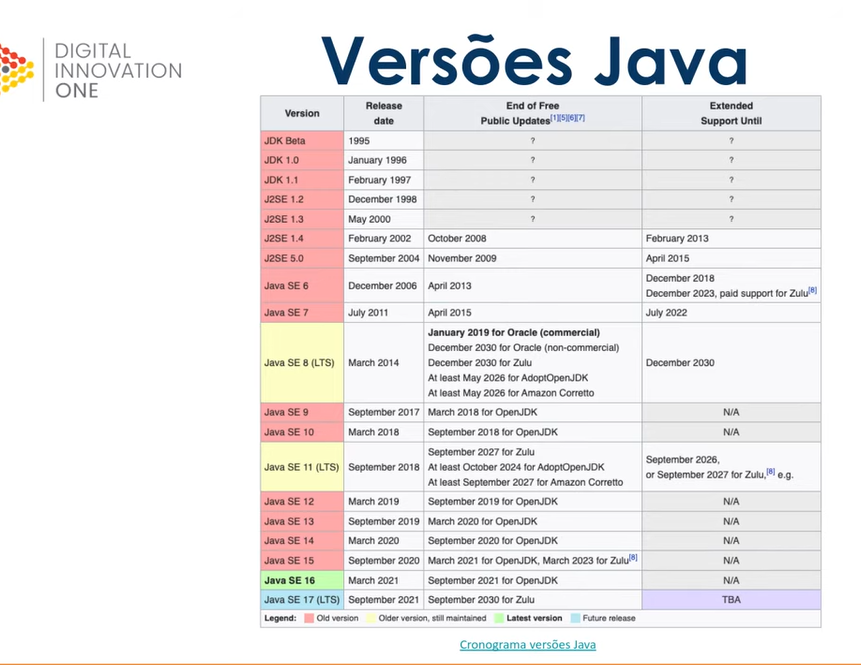 DIGITAL
INNOVATION
ONE
Versões Java
Version Release date End of Free Public Updates[1][5][6][7] Extended Support Until
JDK Beta 1995 ? ?
JDK 1.0 January 1996 ? ?
JDK 1.1 February 1997 ? ?
J2SE 1.2 December 1998 ? ?
J2SE 1.3 May 2000 ? ?
J2SE 1.4 February 2002 October 2008 February 2013
J2SE 5.0 September 2004 November 2009 April 2015
Java SE 6 December 2006 April 2013 December 2018
December 2023, paid support for Zulu[8]
Java SE 7 July 2011 April 2015 July 2022
Java SE 8 (LTS) March 2014 January 2019 for Oracle (commercial)
December 2030 for Oracle (non-commercial)
December 2030 for Zulu
At least May 2026 for AdoptOpenJDK
At least May 2026 for Amazon Corretto
December 2030
Java SE 9 September 2017 March 2018 for OpenJDK N/A
Java SE 10 March 2018 September 2018 for OpenJDK N/A
Java SE 11 (LTS) September 2018 September 2027 for Zulu
At least October 2024 for AdoptOpenJDK
At least September 2027 for Amazon Corretto
September 2026,
or September 2027 for Zulu,[8] e.g.
Java SE 12 March 2019 September 2019 for OpenJDK N/A
Java SE 13 September 2019 March 2020 for OpenJDK N/A
Java SE 14 March 2020 September 2020 for OpenJDK N/A
Java SE 15 September 2020 March 2021 for OpenJDK, March 2023 for Zulu[8] N/A
Java SE 16 March 2021 September 2021 for OpenJDK N/A
Java SE 17 (LTS) September 2021 September 2030 for Zulu TBA
Legend: Old version Older version, still maintained Latest version Future release
Cronograma versões Java